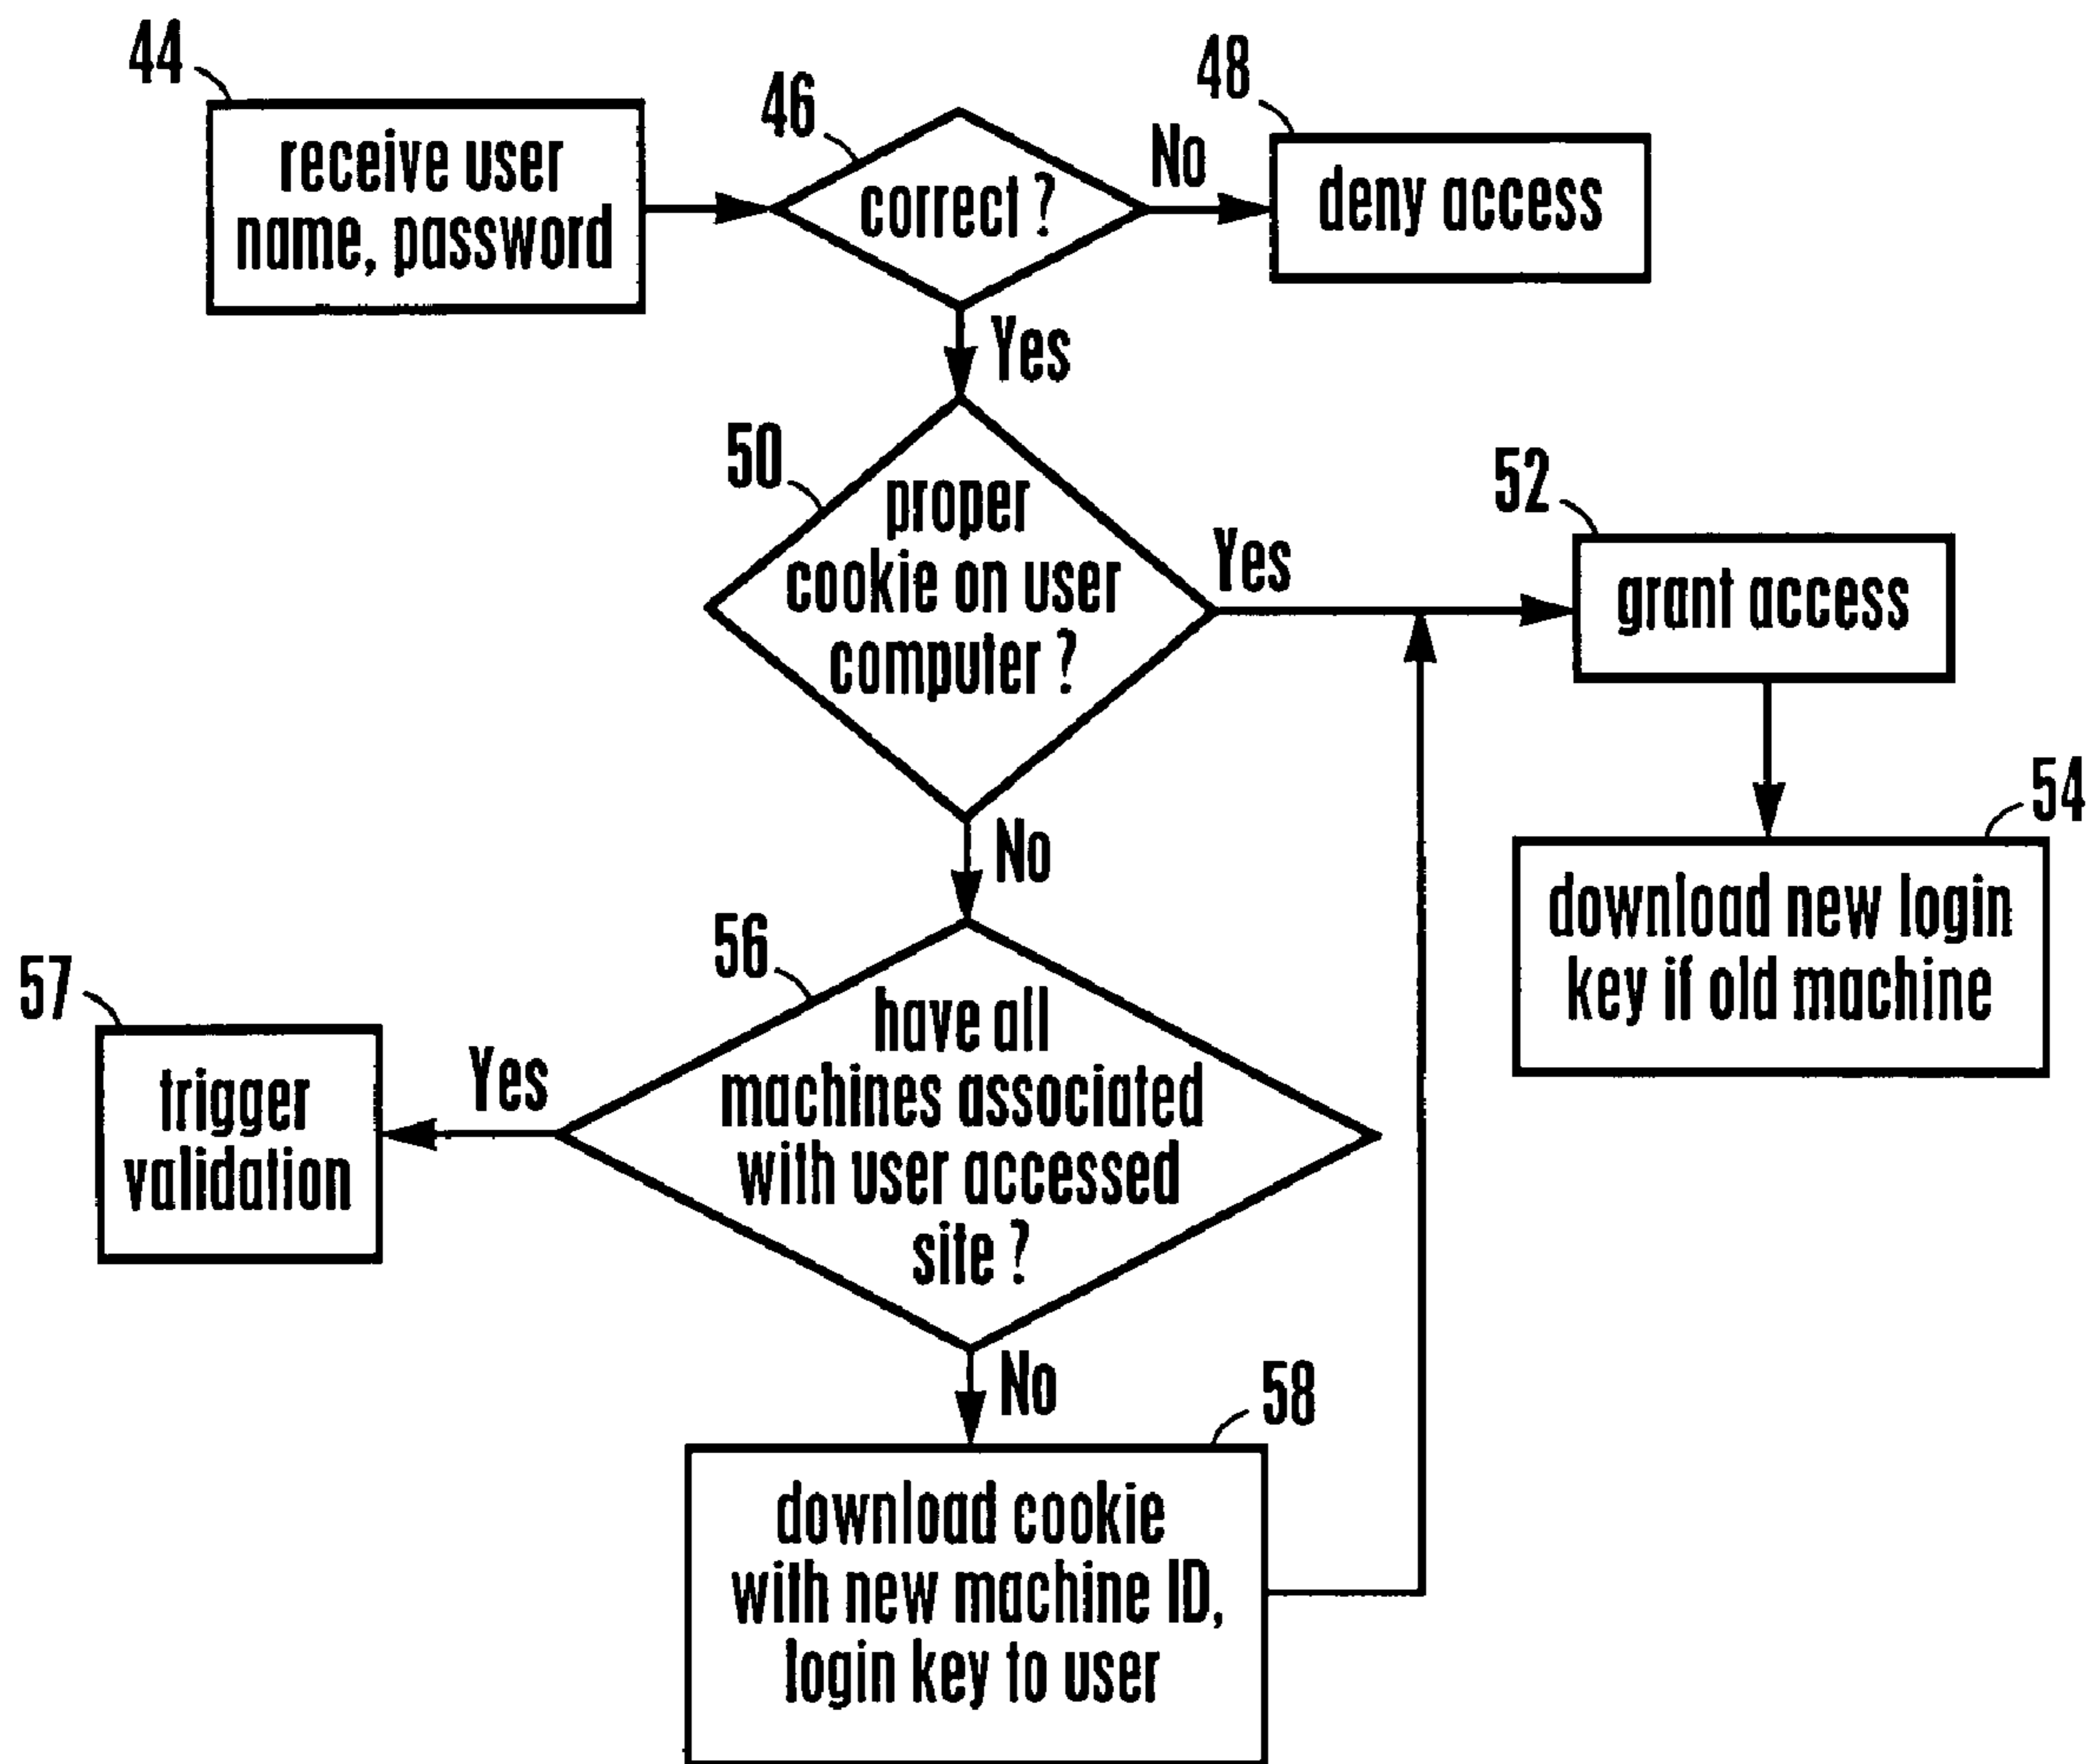 44
receive user
name, password
46
correct ?
No
48
deny access
Yes
50
proper
cookie on user
computer ?
Yes
52
grant access
54
download new login
key if old machine
No
56
have all
machines associated
with user accessed
site ?
Yes
57
trigger
validation
No
58
download cookie
with new machine ID,
login key to user